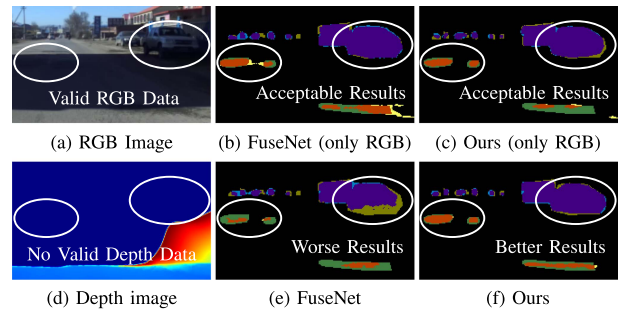 Valid RGB Data
Acceptable Results
Acceptable Results
(a) RGB Image
(b) FuseNet (only RGB)
(c) Ours (only RGB)
No Valid Depth Data
Worse Results
Better Results
(d) Depth image
(e) FuseNet
(f) Ours